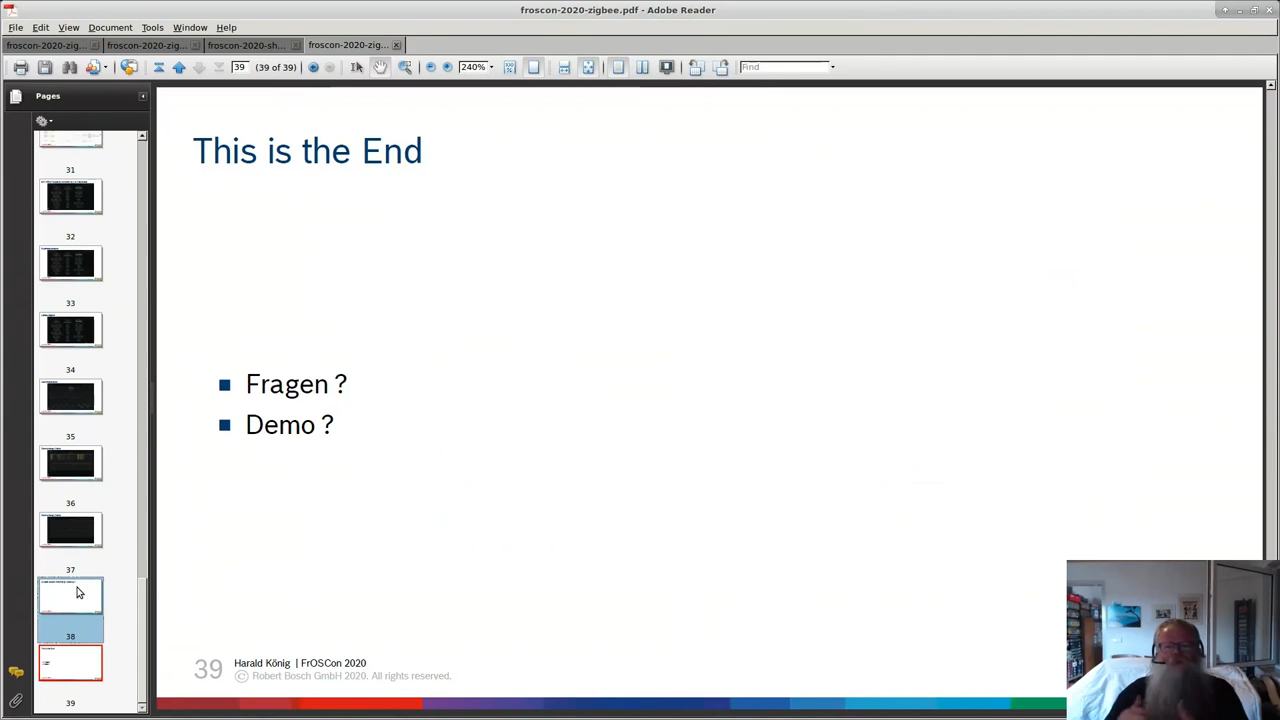 froscon-2020-zigbee.pdf - Adobe Reader
File Edit View Document Tools Window Help
froscon-2020-zig... froscon-2020-zig... froscon-2020-sh... froscon-2020-zig...
39 (39 of 39) 240% Find
Pages
31
32
33
34
35
36
37
38
39
This is the End
Fragen ?
Demo ?
39 Harald König | FrOSCon 2020
© Robert Bosch GmbH 2020. All rights reserved.